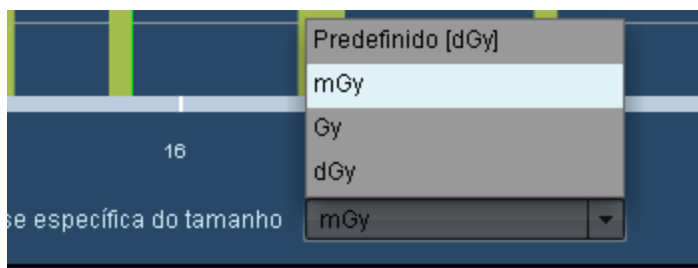 Predefinido [dGy]
mGy
Gy
dGy
16
se específica do tamanho
mGy